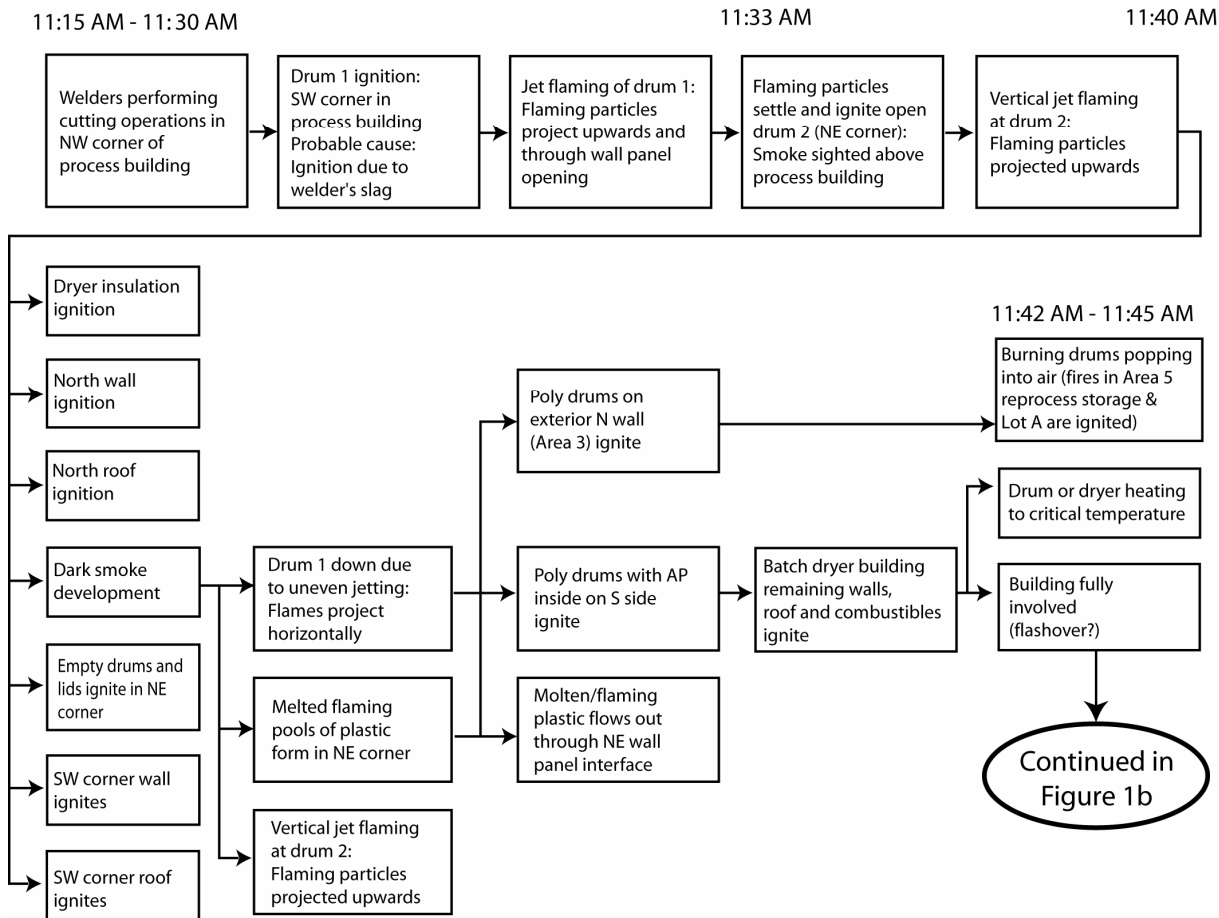 11:15 AM - 11:30 AM
11:33 AM
11:40 AM
Welders performing
cutting operations in
NW corner of
process building
Drum 1 ignition:
SW corner in
process building
Probable cause:
Ignition due to
welder's slag
Jet flaming of drum 1:
Flaming particles
project upwards and
through wall panel
opening
Flaming particles
settle and ignite open
drum 2 (NE corner):
Smoke sighted above
process building
Vertical jet flaming
at drum 2:
Flaming particles
projected upwards
Dryer insulation
ignition
North wall
ignition
North roof
ignition
Dark smoke
development
Empty drums and
lids ignite in NE
corner
SW corner wall
ignites
SW corner roof
ignites
Drum 1 down due
to uneven jetting:
Flames project
horizontally
Melted flaming
pools of plastic
form in NE corner
Vertical jet flaming
at drum 2:
Flaming particles
projected upwards
Poly drums on
exterior N wall
(Area 3) ignite
Poly drums with AP
inside on S side
ignite
Molten/flaming
plastic flows out
through NE wall
panel interface
Batch dryer building
remaining walls,
roof and combustibles
ignite
11:42 AM - 11:45 AM
Burning drums popping
into air (fires in Area 5
reprocess storage &
Lot A are ignited)
Drum or dryer heating
to critical temperature
Building fully
involved
(flashover?)
Continued in
Figure 1b